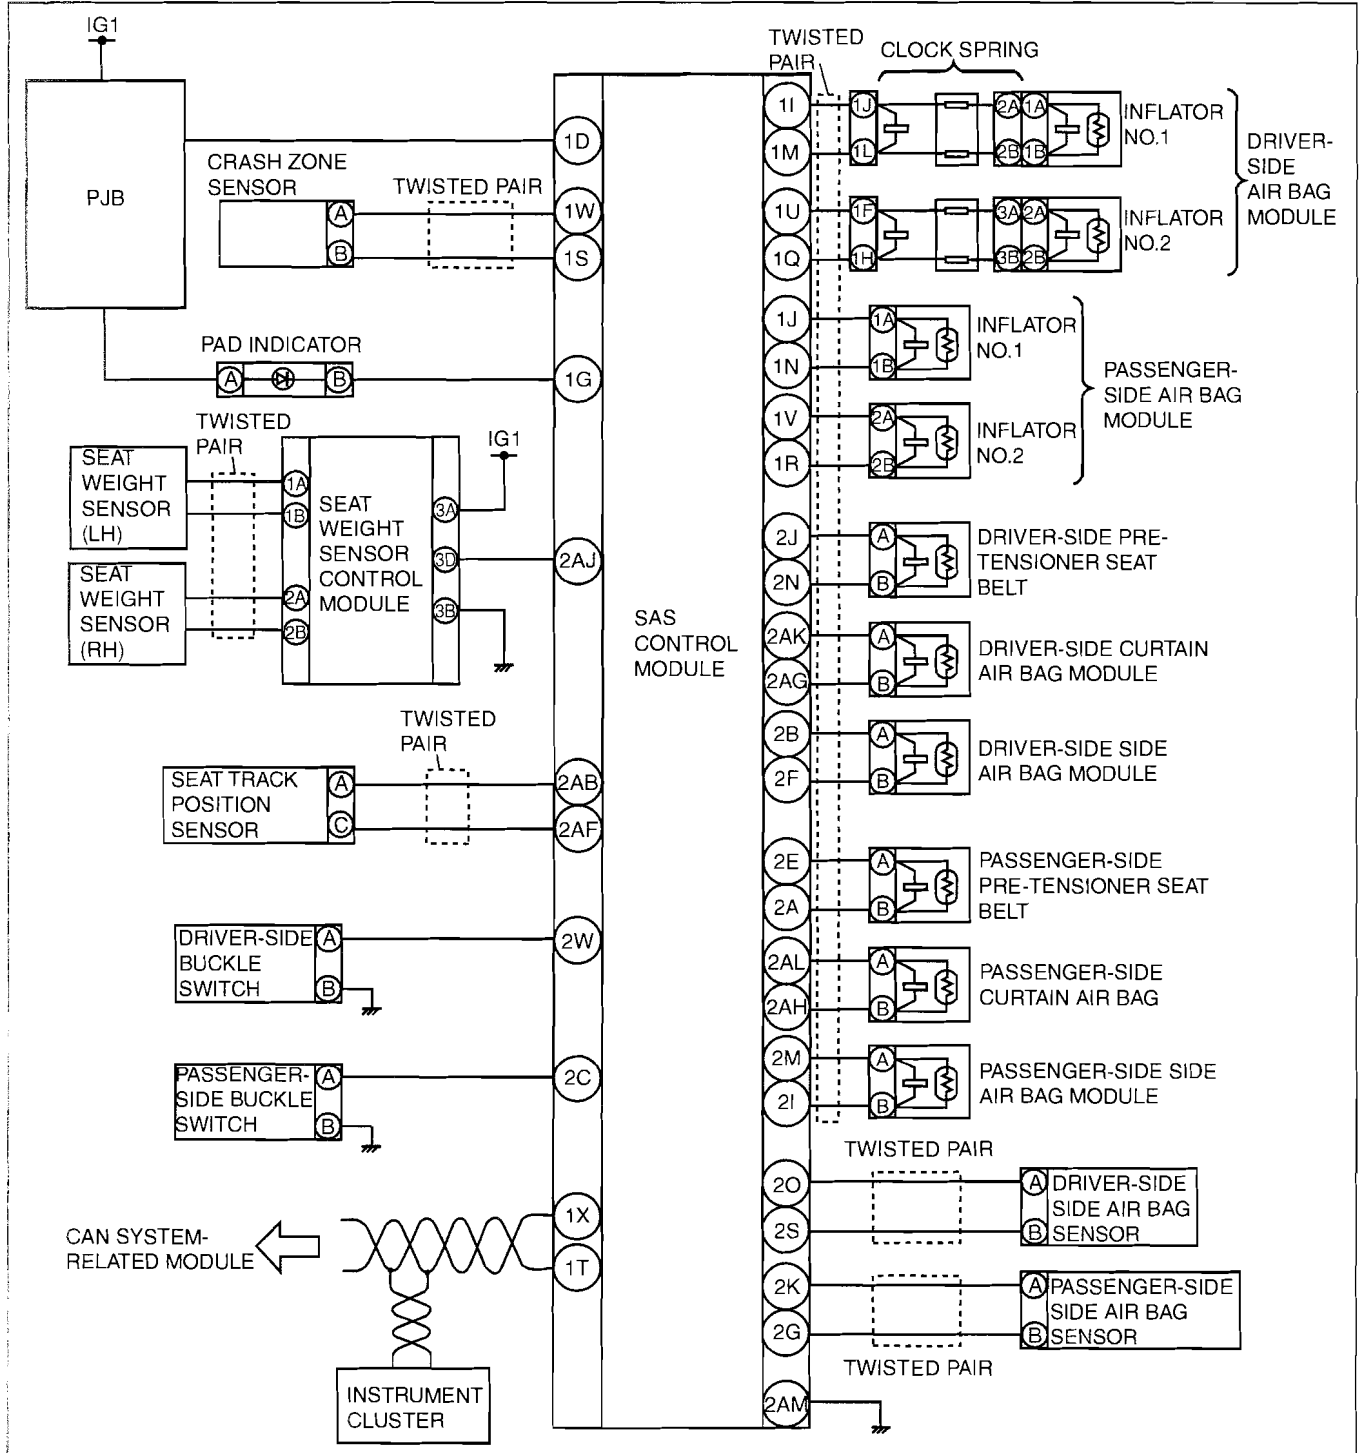 IG1
PJB
CRASH ZONE
SENSOR
A
B
TWISTED PAIR
1D
1W
1S
PAD INDICATOR
A
B
1G
TWISTED
PAIR
SEAT
WEIGHT
SENSOR
(LH)
SEAT
WEIGHT
SENSOR
(RH)
1A
1B
2A
2B
SEAT
WEIGHT
SENSOR
CONTROL
MODULE
3A
3D
3B
IG1
2AJ
TWISTED
PAIR
SEAT TRACK
POSITION
SENSOR
A
C
2AB
2AF
DRIVER-SIDE
BUCKLE
SWITCH
A
B
2W
PASSENGER-
SIDE BUCKLE
SWITCH
A
B
2C
CAN SYSTEM-
RELATED MODULE
1X
1T
INSTRUMENT
CLUSTER
SAS
CONTROL
MODULE
TWISTED
PAIR
CLOCK SPRING
1I
1M
1J
1L
2A
2B
1A
1B
INFLATOR
NO.1
1U
1Q
1F
1H
3A
3B
2A
2B
INFLATOR
NO.2
DRIVER-
SIDE
AIR BAG
MODULE
1J
1N
1A
1B
INFLATOR
NO.1
1V
1R
2A
2B
INFLATOR
NO.2
PASSENGER-
SIDE AIR BAG
MODULE
2J
2N
A
B
DRIVER-SIDE PRE-
TENSIONER SEAT
BELT
2AK
2AG
A
B
DRIVER-SIDE CURTAIN
AIR BAG MODULE
2B
2F
A
B
DRIVER-SIDE SIDE
AIR BAG MODULE
2E
2A
A
B
PASSENGER-SIDE
PRE-TENSIONER SEAT
BELT
2AL
2AH
A
B
PASSENGER-SIDE
CURTAIN AIR BAG
2M
2I
A
B
PASSENGER-SIDE SIDE
AIR BAG MODULE
TWISTED PAIR
2O
2S
A
B
DRIVER-SIDE
SIDE AIR BAG
SENSOR
2K
2G
A
B
PASSENGER-SIDE
SIDE AIR BAG
SENSOR
TWISTED PAIR
2AM